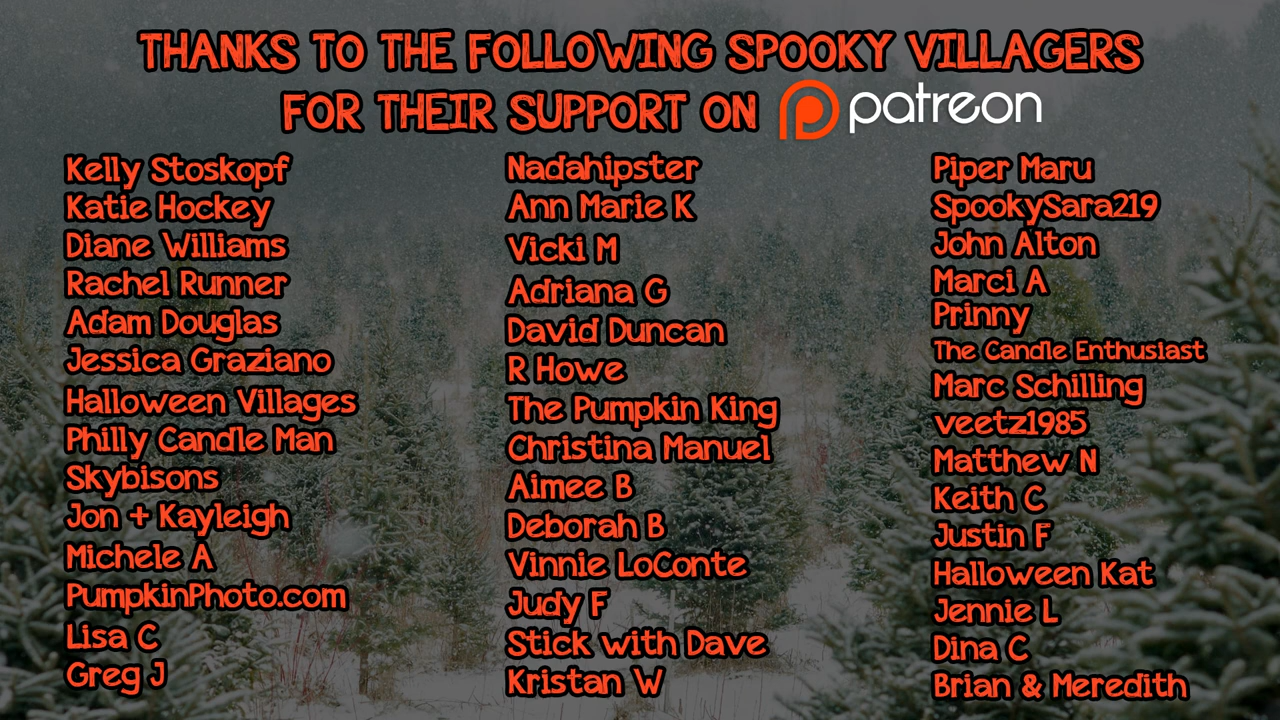 THANKS TO THE FOLLOWING SPOOKY VILLAGERS
FOR THEIR SUPPORT ON patreon
Kelly Stoskopf
Katie Hockey
Diane Williams
Rachel Runner
Adam Douglas
Jessica Graziano
Halloween Villages
Philly Candle Man
Skybisons
Jon + Kayleigh
Michele A
PumpkinPhoto.com
Lisa C
Greg J
Nadahipster
Ann Marie K
Vicki M
Adriana G
David Duncan
R Howe
The Pumpkin King
Christina Manuel
Aimee B
Deborah B
Vinnie LoConte
Judy F
Stick with Dave
Kristan W
Piper Maru
SpookySara219
John Alton
Marci A
Prinny
The Candle Enthusiast
Marc Schilling
veetz1985
Matthew N
Keith C
Justin F
Halloween Kat
Jennie L
Dina C
Brian & Meredith